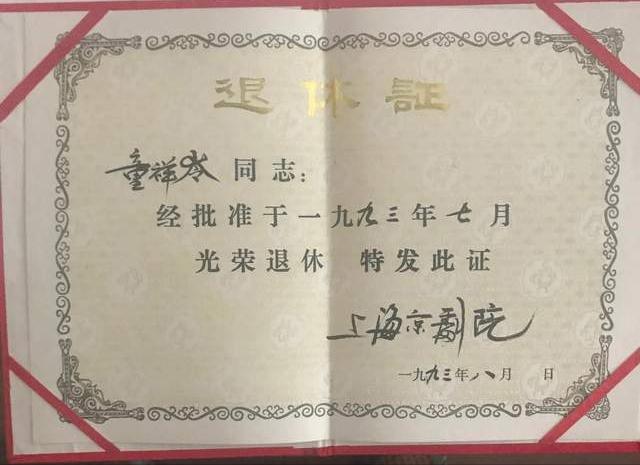 退休证
童祥苓同志：
经批准于一九九三年七月
光荣退休 特发此证
上海京剧院
一九九三年八月 日